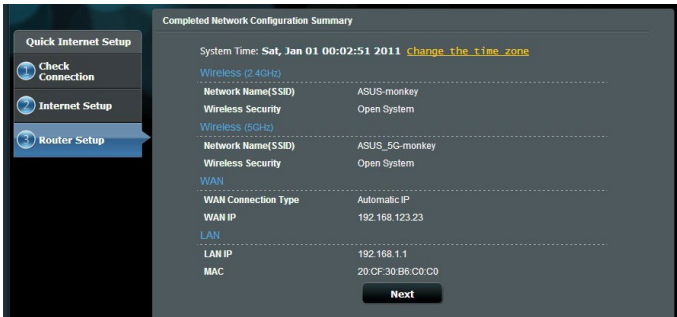 Completed Network Configuration Summary
Quick Internet Setup
1 Check Connection
2 Internet Setup
3 Router Setup
System Time: Sat, Jan 01 00:02:51 2011 Change the time zone
Wireless (2.4GHz)
Network Name(SSID) ASUS-monkey
Wireless Security Open System
Wireless (5GHz)
Network Name(SSID) ASUS_5G-monkey
Wireless Security Open System
WAN
WAN Connection Type Automatic IP
WAN IP 192.168.123.23
LAN
LAN IP 192.168.1.1
MAC 20:CF:30:B6:C0:C0
Next